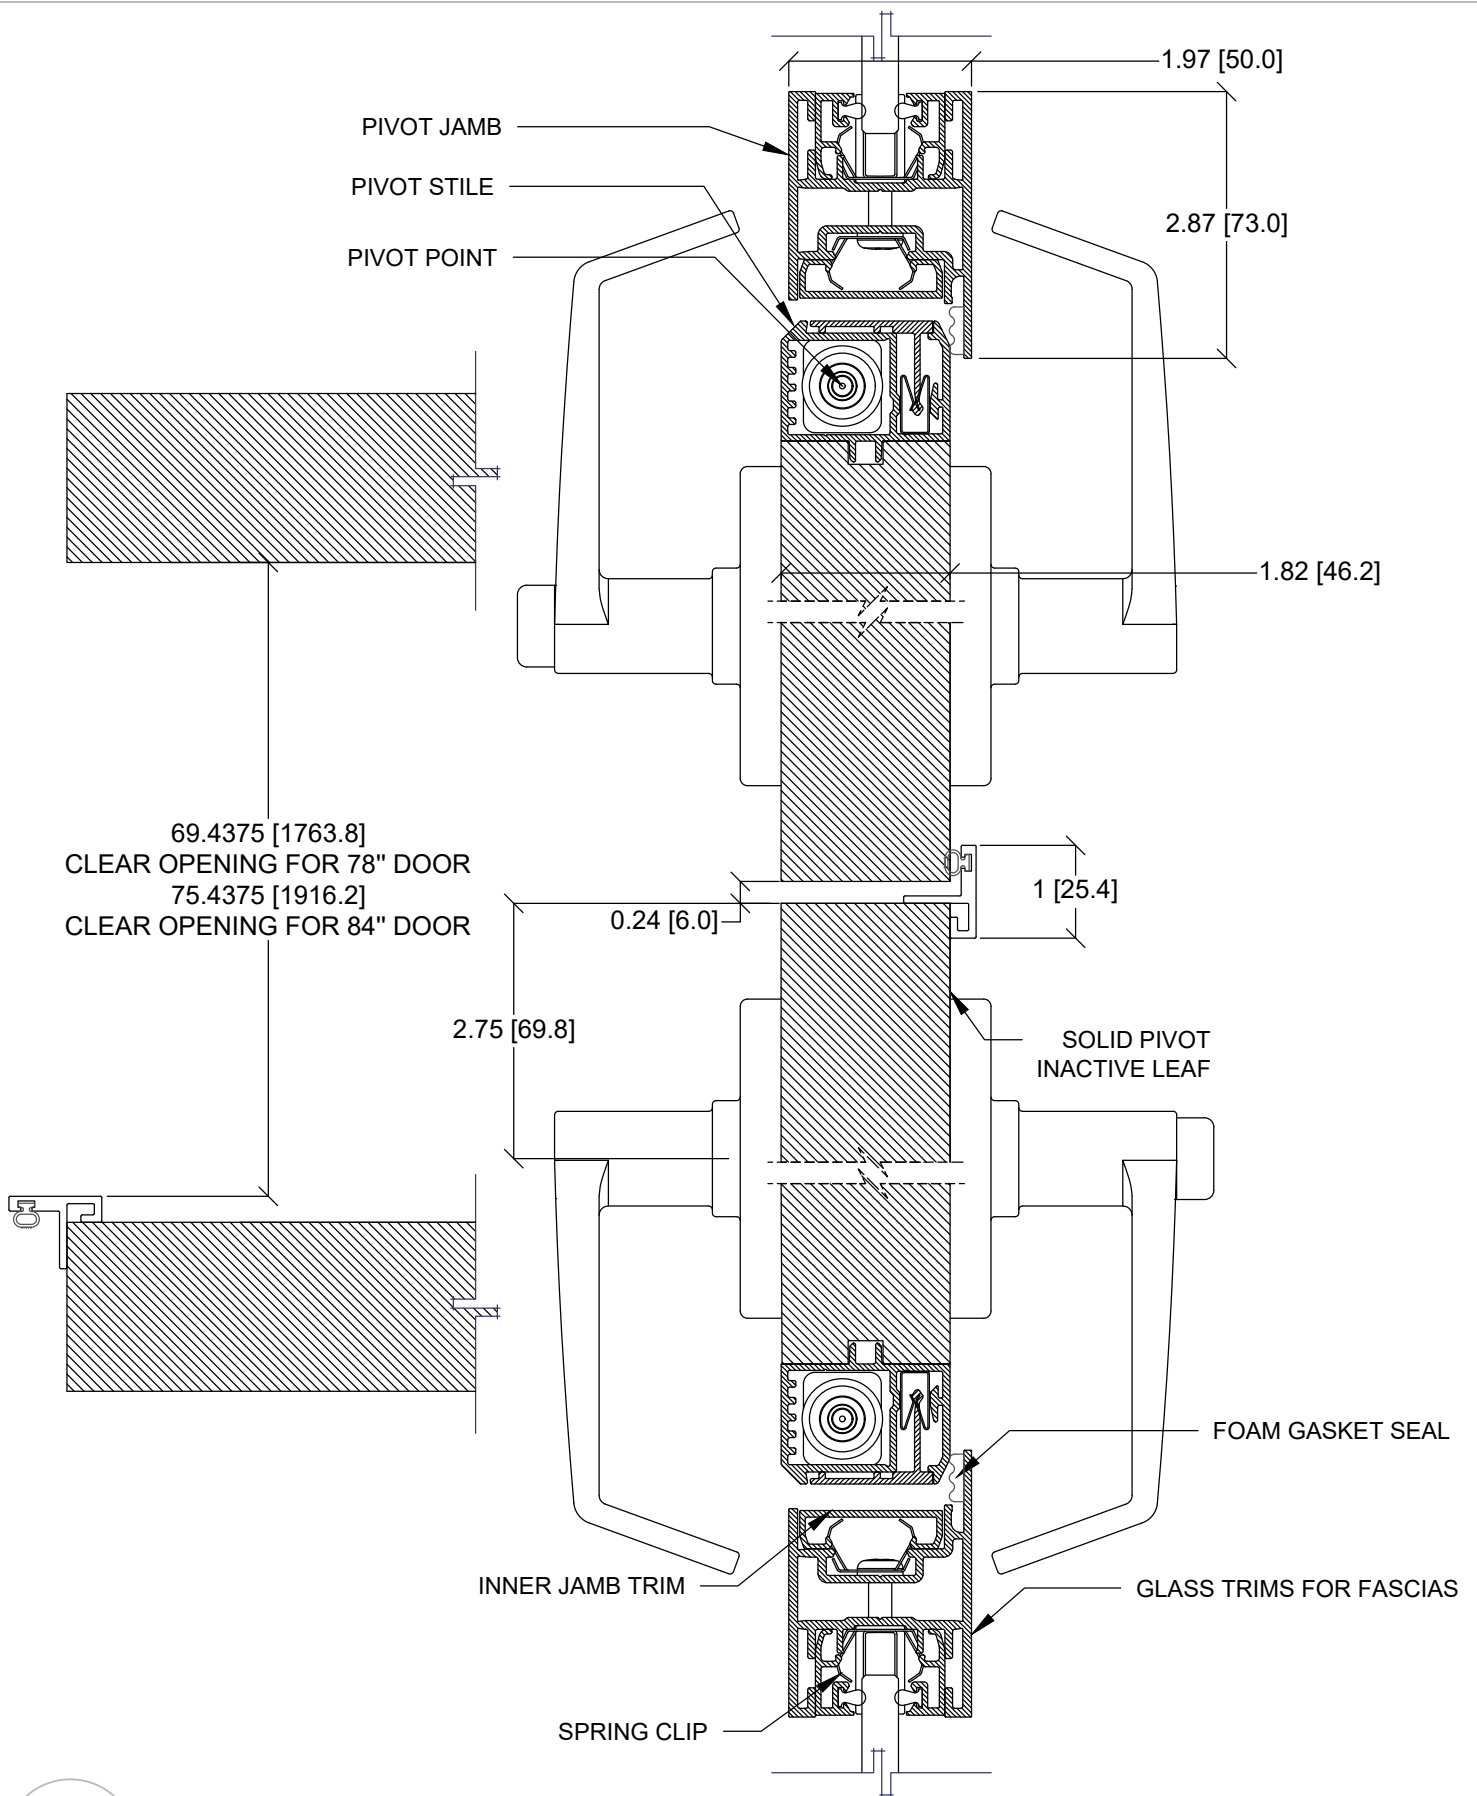 1.97 [50.0]
PIVOT JAMB
PIVOT STILE
2.87 [73.0]
PIVOT POINT
1.82 [46.2]
69.4375 [1763.8]
CLEAR OPENING FOR 78" DOOR
75.4375 [1916.2]
CLEAR OPENING FOR 84" DOOR
1 [25.4]
0.24 [6.0]
2.75 [69.8]
SOLID PIVOT
INACTIVE LEAF
FOAM GASKET SEAL
INNER JAMB TRIM
GLASS TRIMS FOR FASCIAS
SPRING CLIP